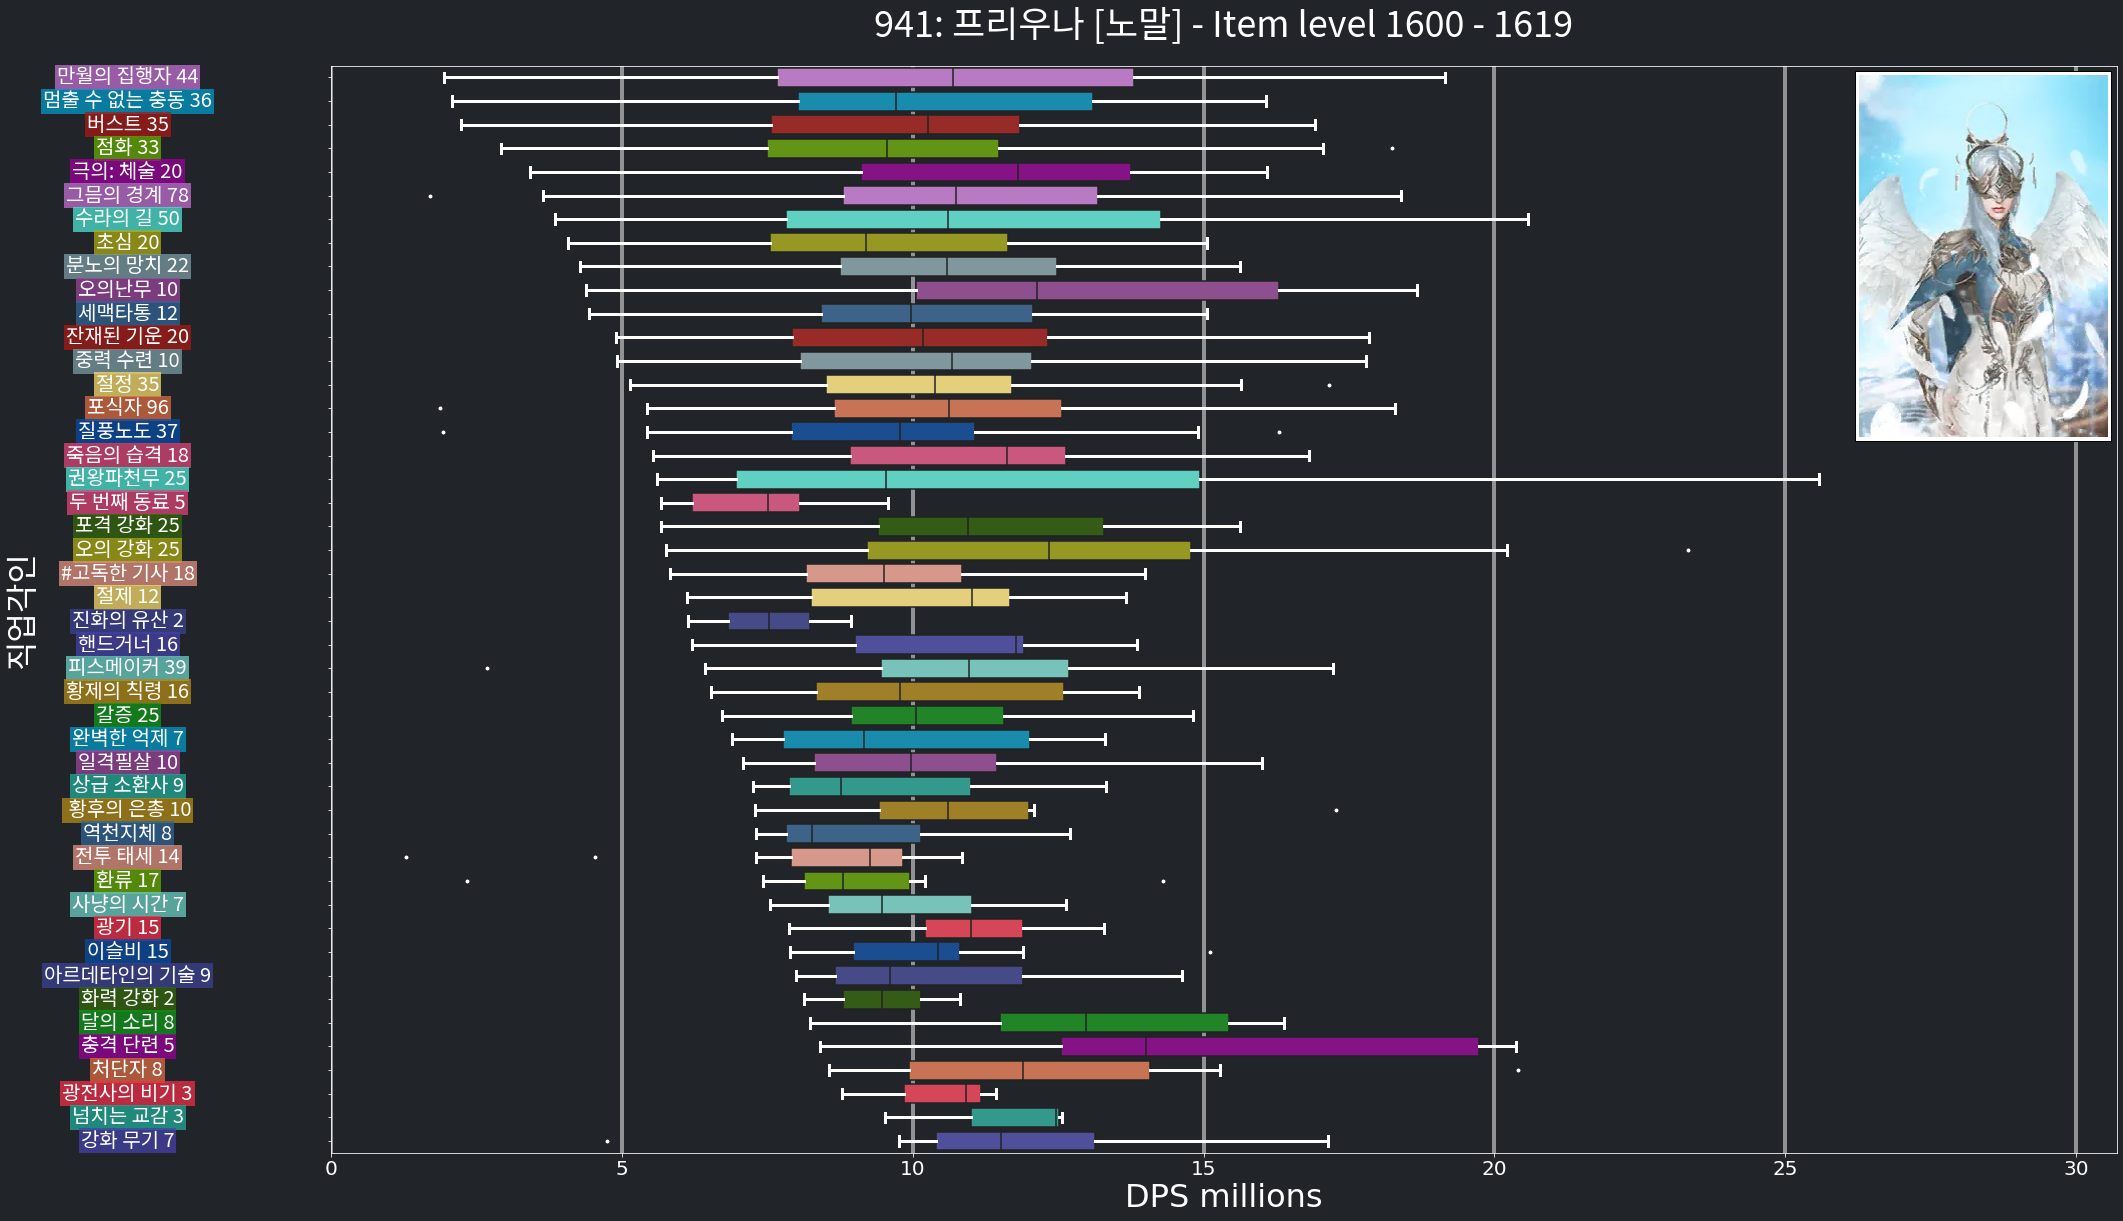 941: 프리우나 [노말] - Item level 1600 - 1619
직업각인
만월의 집행자 44
멈출 수 없는 충동 36
버스트 35
점화 33
극의: 체술 20
그믐의 경계 78
수라의 길 50
초심 20
분노의 망치 22
오의난무 10
세맥타통 12
잔재된 기운 20
중력 수련 10
절정 35
포식자 96
질풍노도 37
죽음의 습격 18
권왕파천무 25
두 번째 동료 5
포격 강화 25
오의 강화 25
#고독한 기사 18
절제 12
진화의 유산 2
핸드거너 16
피스메이커 39
황제의 칙령 16
갈증 25
완벽한 억제 7
일격필살 10
상급 소환사 9
황후의 은총 10
역천지체 8
전투 태세 14
환류 17
사냥의 시간 7
광기 15
이슬비 15
아르데타인의 기술 9
화력 강화 2
달의 소리 8
충격 단련 5
처단자 8
광전사의 비기 3
넘치는 교감 3
강화 무기 7
0 5 10 15 20 25 30
DPS millions